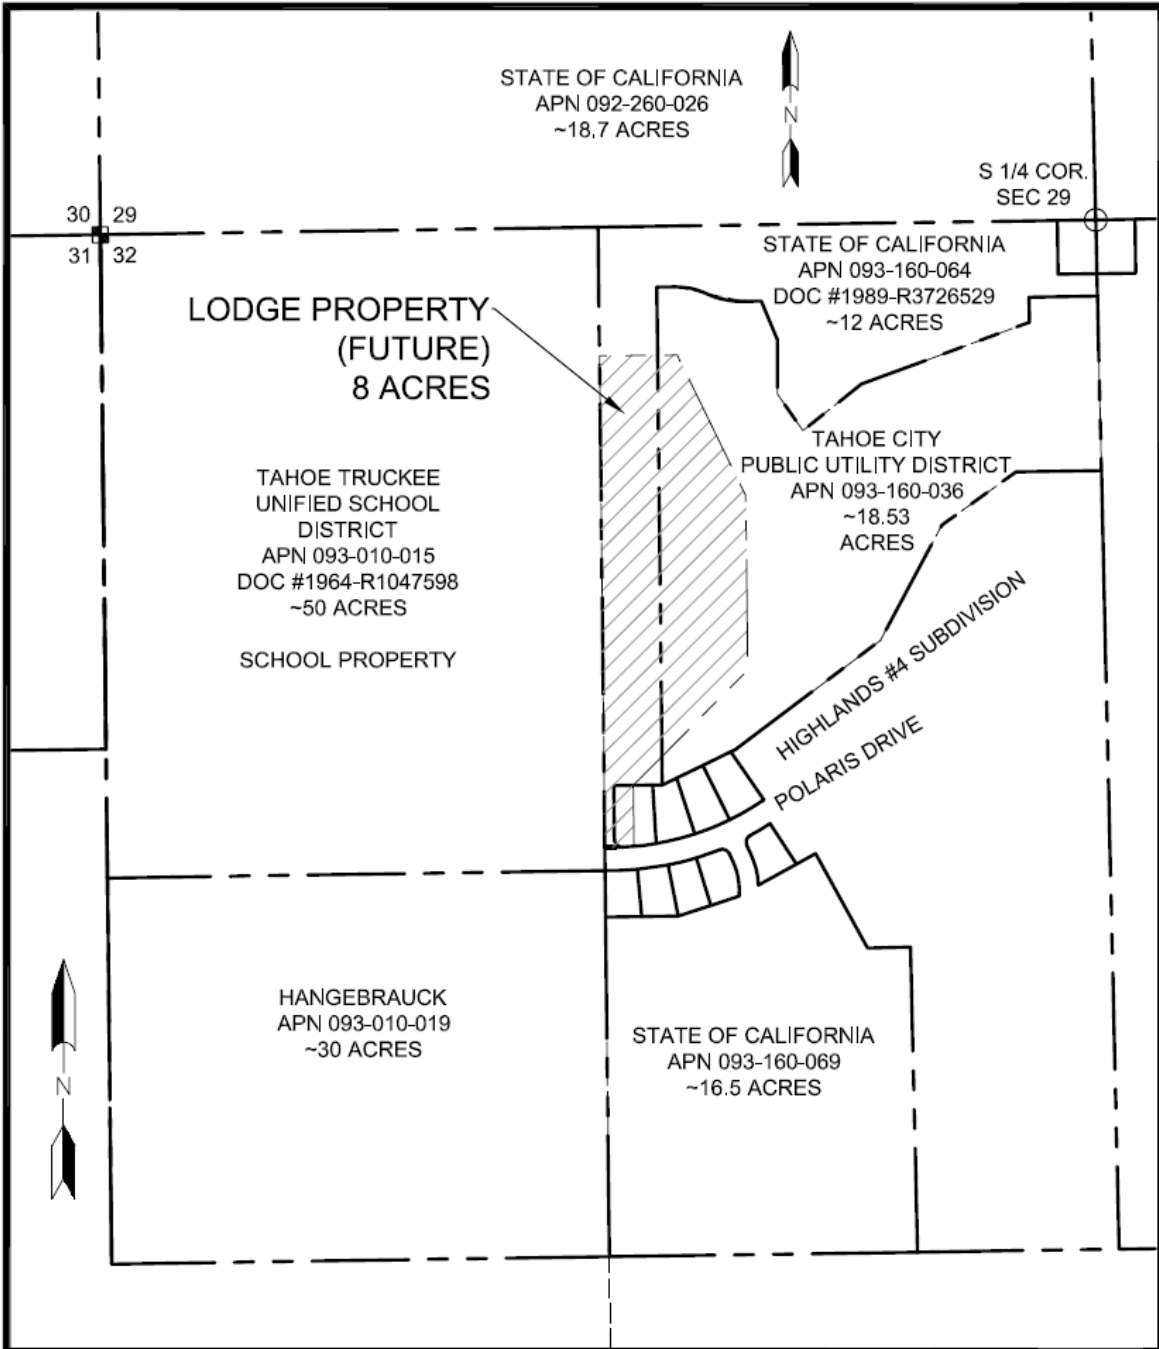 STATE OF CALIFORNIA
APN 092-260-026
~18.7 ACRES
N
S 1/4 COR.
SEC 29
30 29
31 32
STATE OF CALIFORNIA
APN 093-160-064
DOC #1989-R3726529
~12 ACRES
LODGE PROPERTY
(FUTURE)
8 ACRES
TAHOE CITY
PUBLIC UTILITY DISTRICT
APN 093-160-036
~18.53
ACRES
TAHOE TRUCKEE
UNIFIED SCHOOL
DISTRICT
APN 093-010-015
DOC #1964-R1047598
~50 ACRES
SCHOOL PROPERTY
HIGHLANDS #4 SUBDIVISION
POLARIS DRIVE
HANGEBRAUCK
APN 093-010-019
~30 ACRES
STATE OF CALIFORNIA
APN 093-160-069
~16.5 ACRES
N